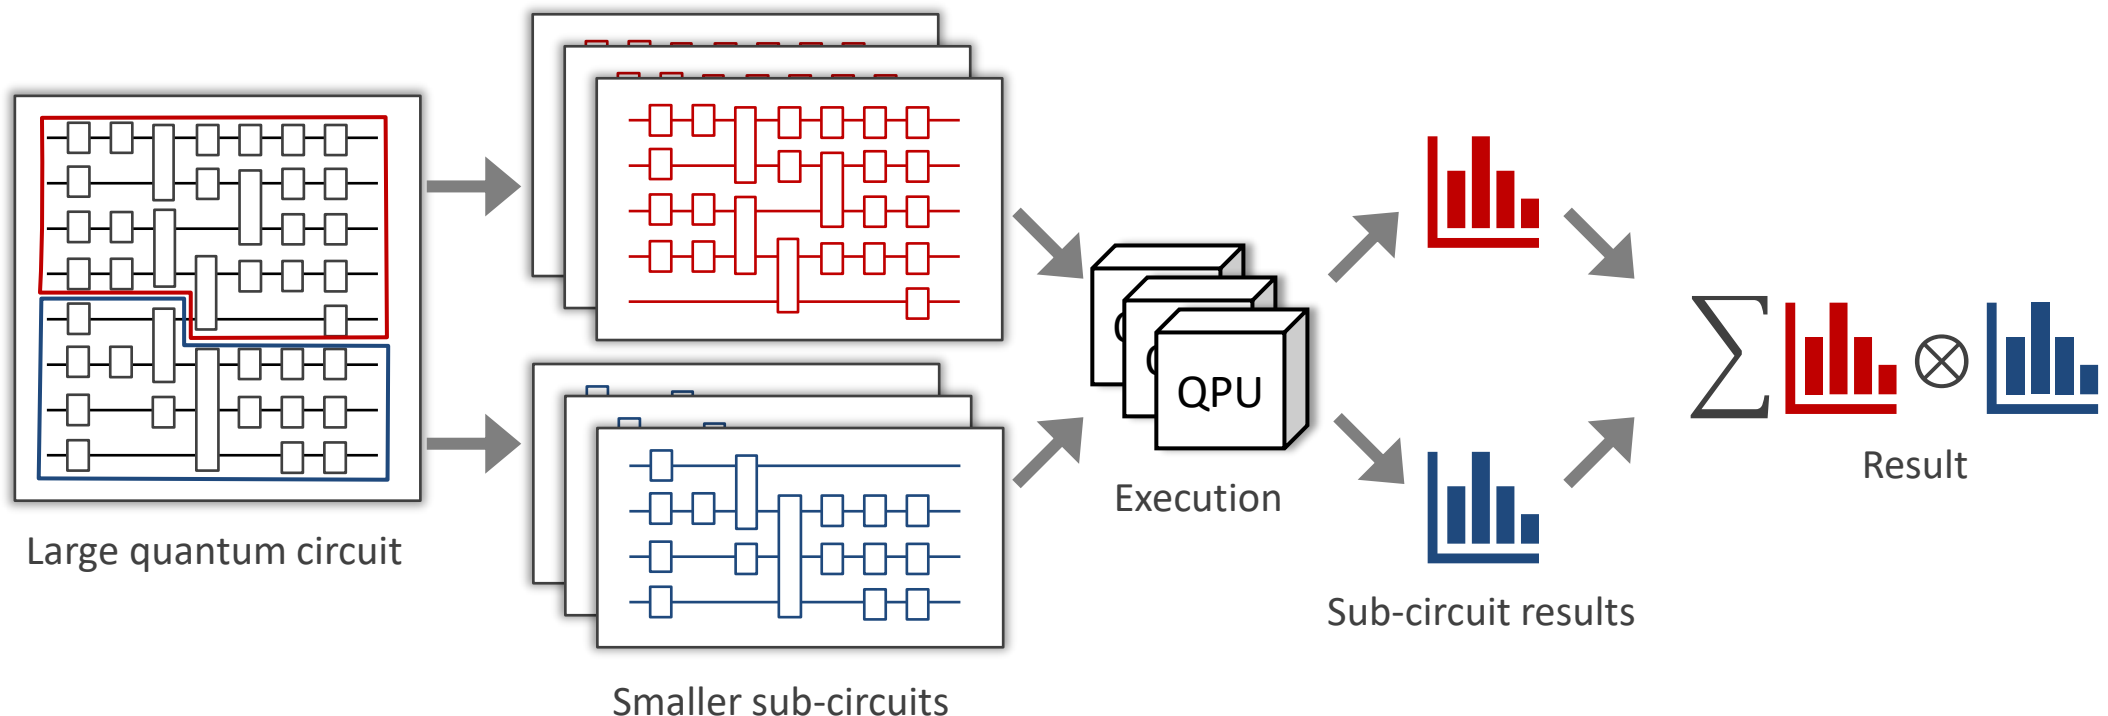 Large quantum circuit
Smaller sub-circuits
QPU
Execution
Sub-circuit results
∑ ⊗
Result